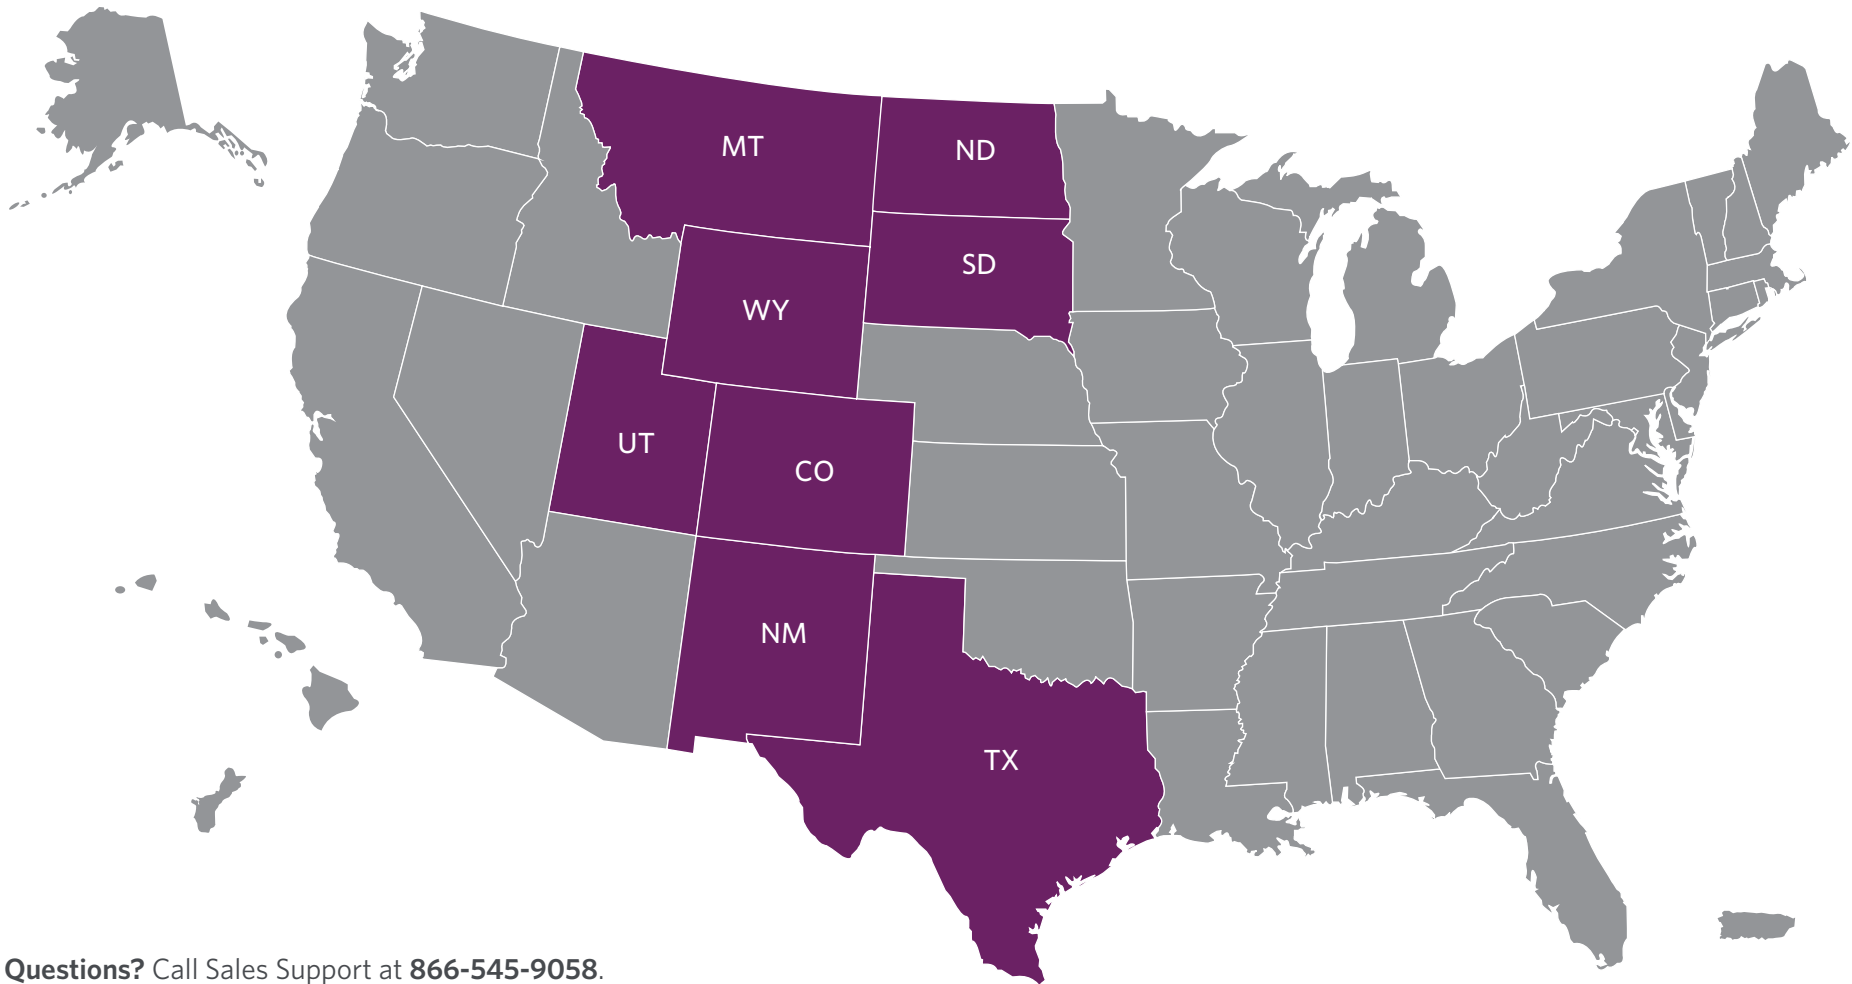 MT
ND
SD
WY
UT
CO
NM
TX
Questions? Call Sales Support at 866-545-9058.